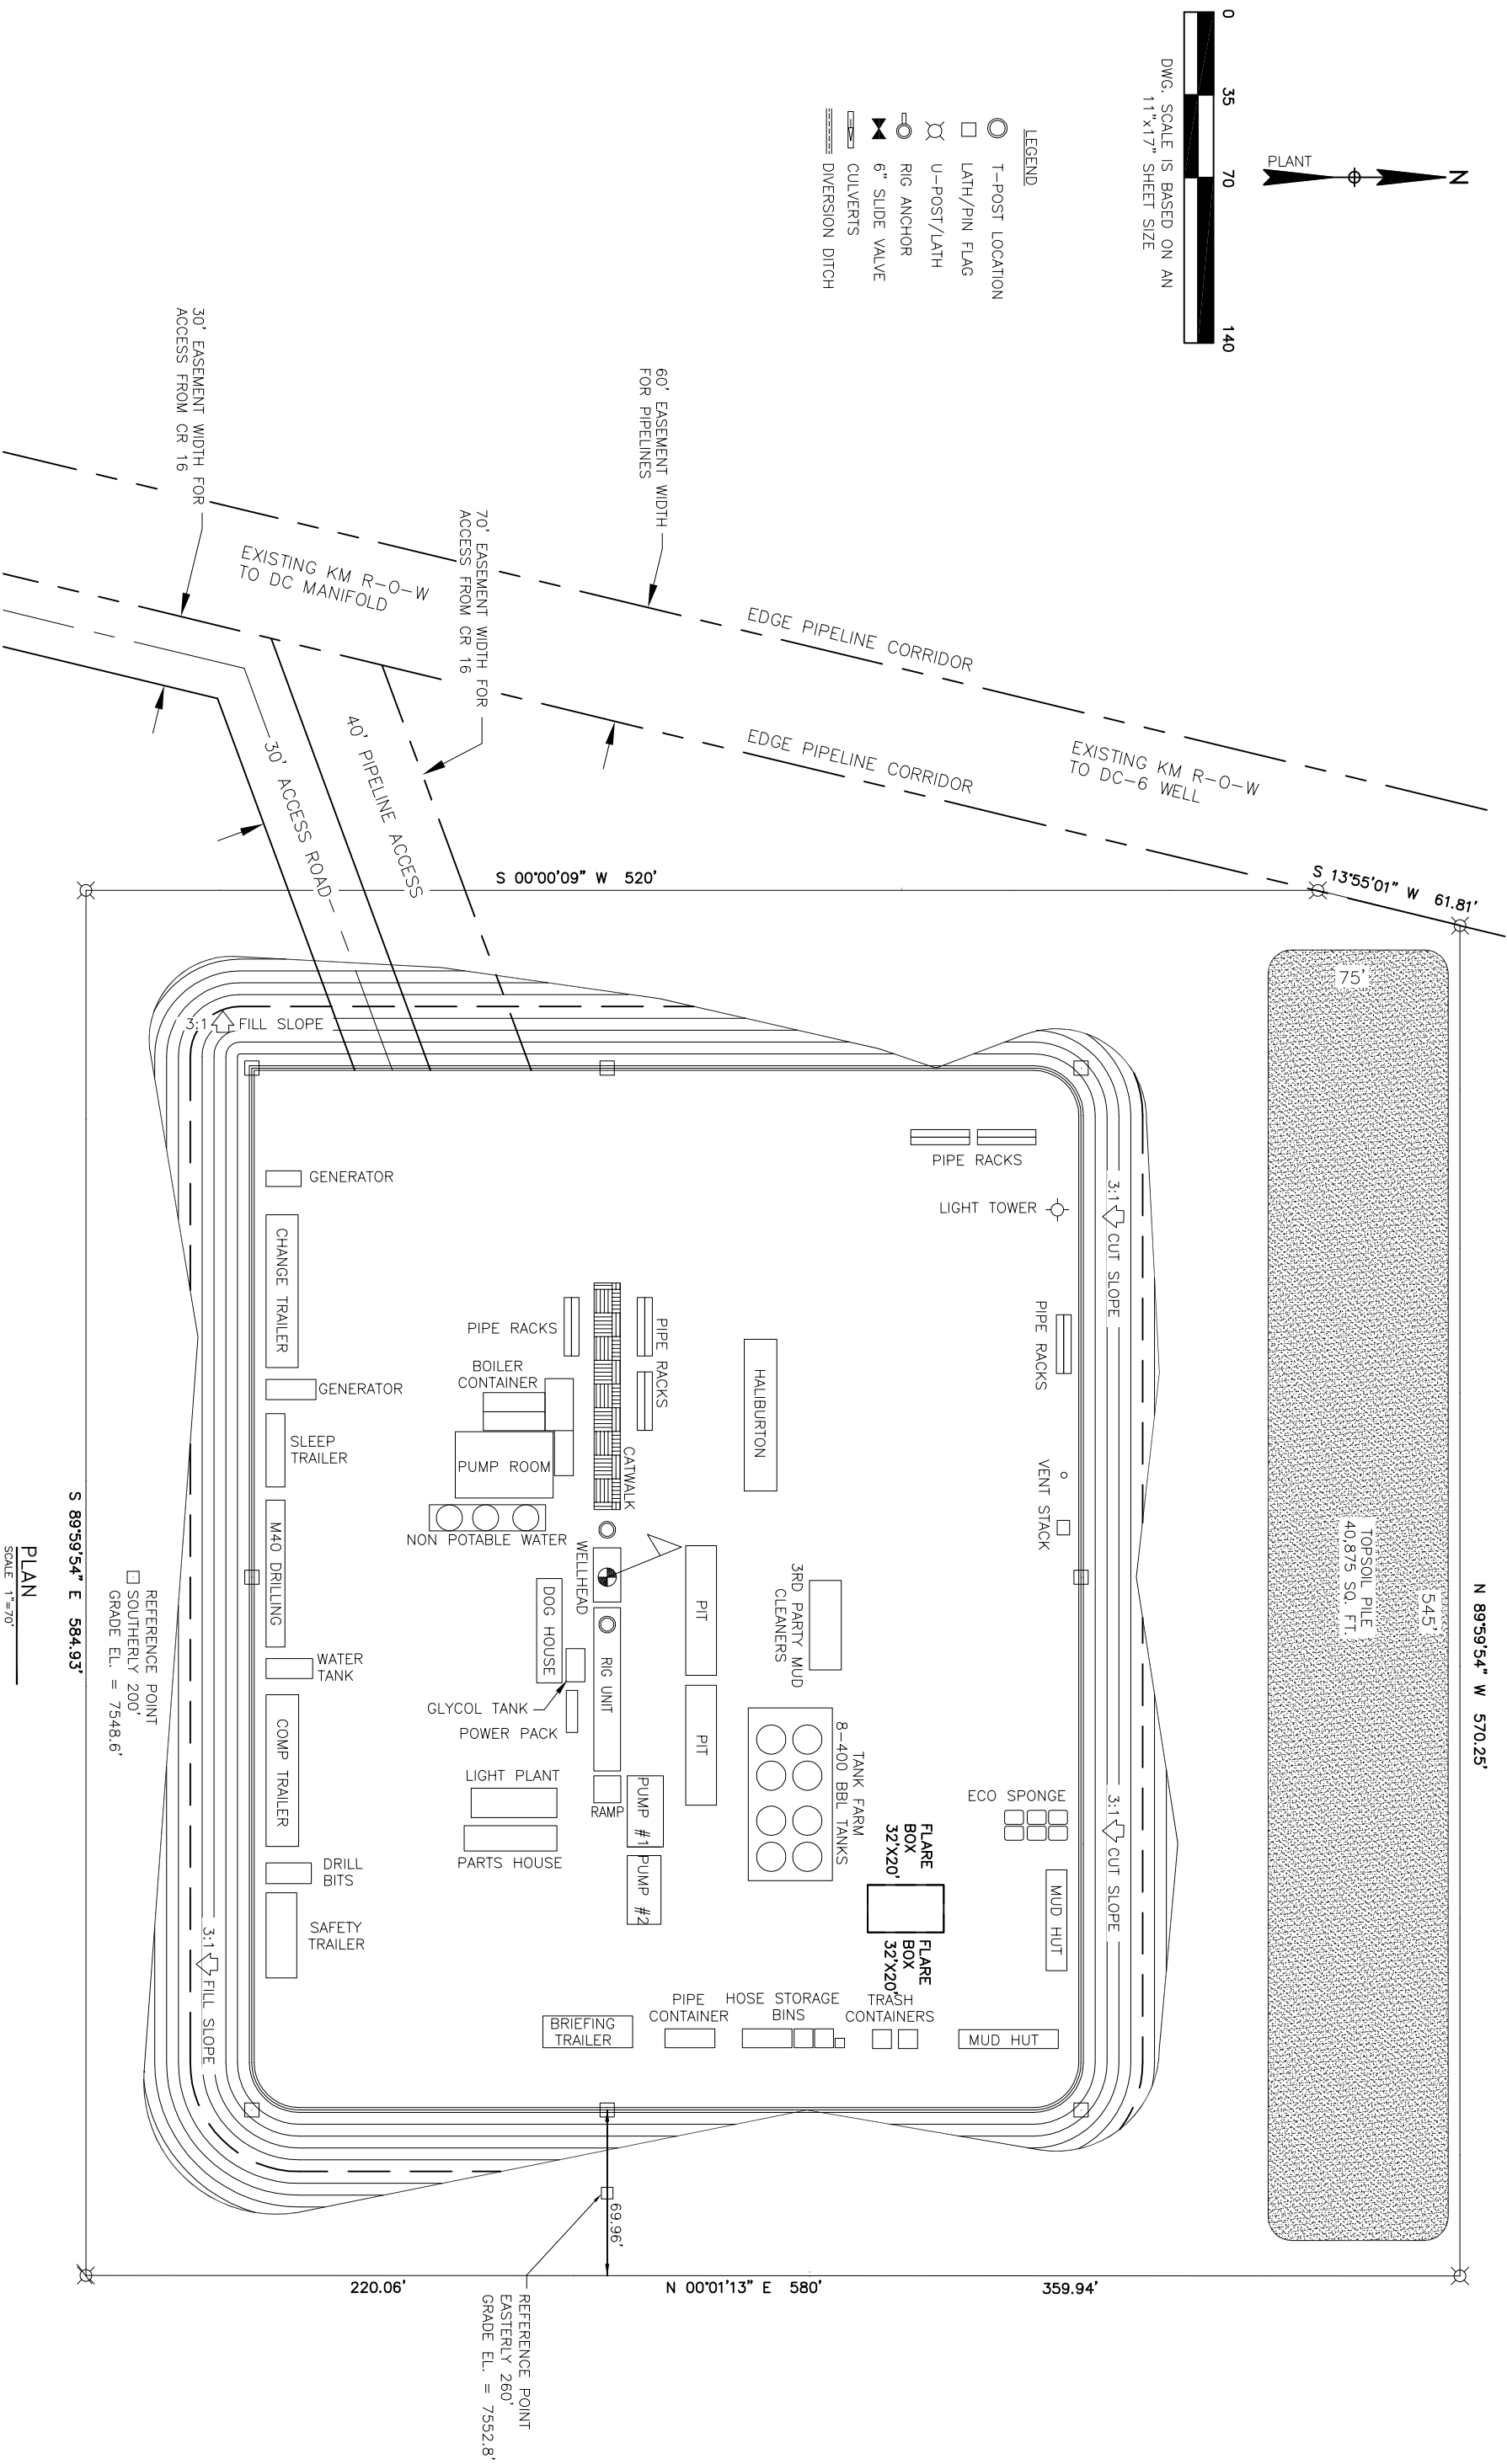 N
PLANT
0
35
70
140
DWG. SCALE IS BASED ON AN
11"x17" SHEET SIZE
LEGEND
T-POST LOCATION
LATH/PIN FLAG
U-POST/LATH
RIG ANCHOR
6" SLIDE VALVE
CULVERTS
DIVERSION DITCH
60' EASEMENT WIDTH
FOR PIPELINES
30' EASEMENT WIDTH FOR
ACCESS FROM CR 16
70' EASEMENT WIDTH FOR
ACCESS FROM CR 16
EXISTING KM R-O-W
TO DC MANIFOLD
EDGE PIPELINE CORRIDOR
EDGE PIPELINE CORRIDOR
EXISTING KM R-O-W
TO DC-6 WELL
40' PIPELINE ACCESS
30' ACCESS ROAD
S 00°00'09" W 520'
S 13°55'01" W 61.81'
N 89°59'54" W 570.25'
75'
545'
TOPSOIL PILE
40,875 SQ. FT.
3:1
FILL SLOPE
3:1
CUT SLOPE
3:1
CUT SLOPE
3:1
FILL SLOPE
PIPE RACKS
LIGHT TOWER
PIPE RACKS
VENT STACK
ECO SPONGE
MUD HUT
MUD HUT
GENERATOR
CHANGE TRAILER
GENERATOR
SLEEP
TRAILER
M40 DRILLING
WATER
TANK
COMP TRAILER
DRILL
BITS
SAFETY
TRAILER
PIPE RACKS
PIPE RACKS
BOILER
CONTAINER
PUMP ROOM
CATWALK
HALIBURTON
NON POTABLE WATER
WELLHEAD
DOG HOUSE
RIG UNIT
GLYCOL TANK
POWER PACK
LIGHT PLANT
PARTS HOUSE
RAMP
PUMP #1
PUMP #2
PIT
PIT
3RD PARTY MUD
CLEANERS
TANK FARM
8-400 BBL TANKS
FLARE
BOX
32'X20'
FLARE
BOX
32'X20'
BRIEFING
TRAILER
PIPE
CONTAINER
HOSE STORAGE
BINS
TRASH
CONTAINERS
69.96'
220.06'
N 00°01'13" E 580'
359.94'
REFERENCE POINT
EASTERLY 260'
GRADE EL. = 7552.8'
REFERENCE POINT
SOUTHERLY 200'
GRADE EL. = 7548.6'
S 89°59'54" E 584.93'
PLAN
SCALE 1"=70'